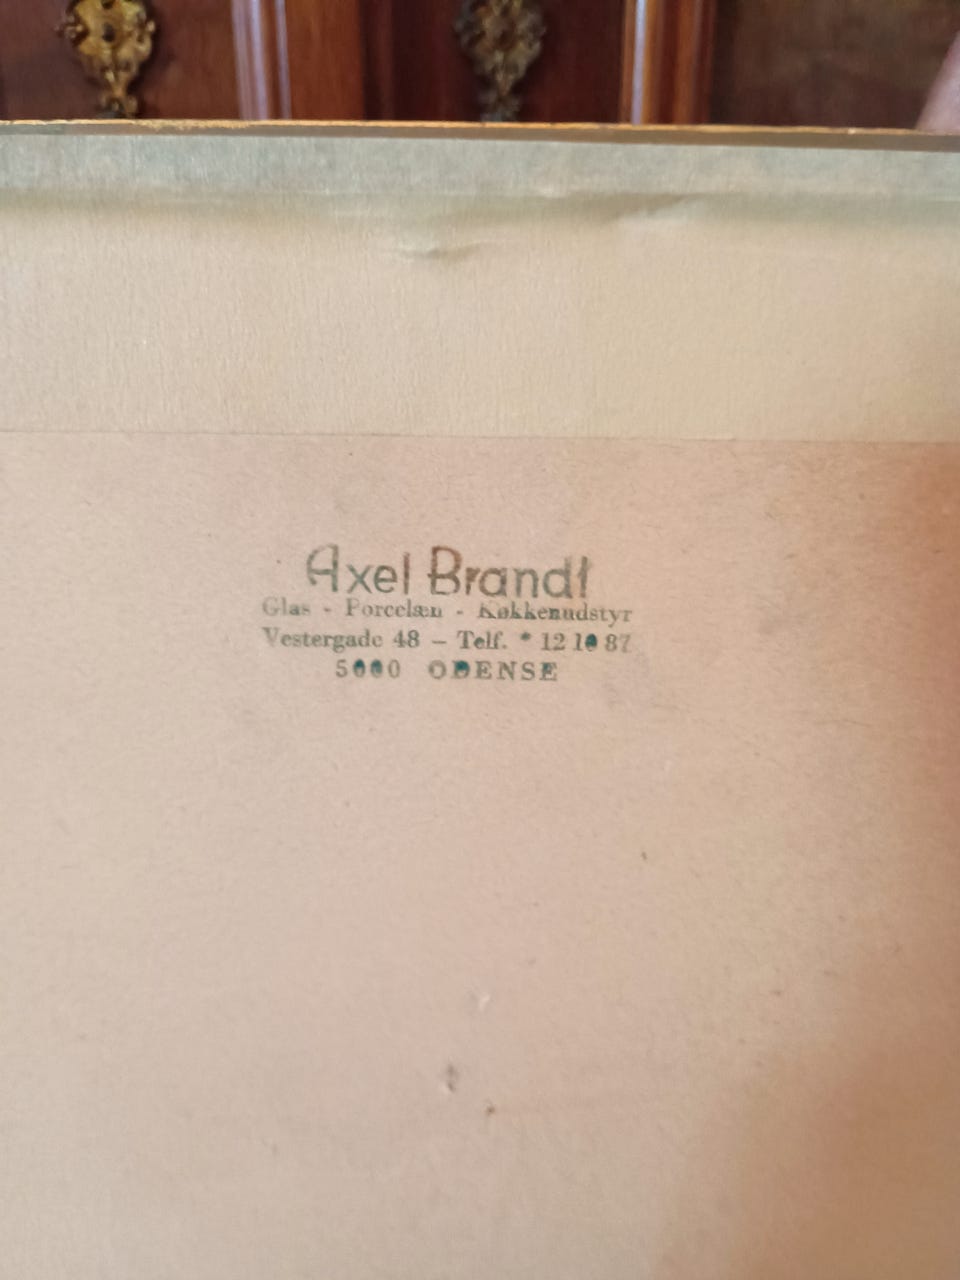 Axel Brandt
Glas - Porcelæn - Køkkenudstyr
Vestergade 48 – Telf. * 12 10 87
5000 ODENSE